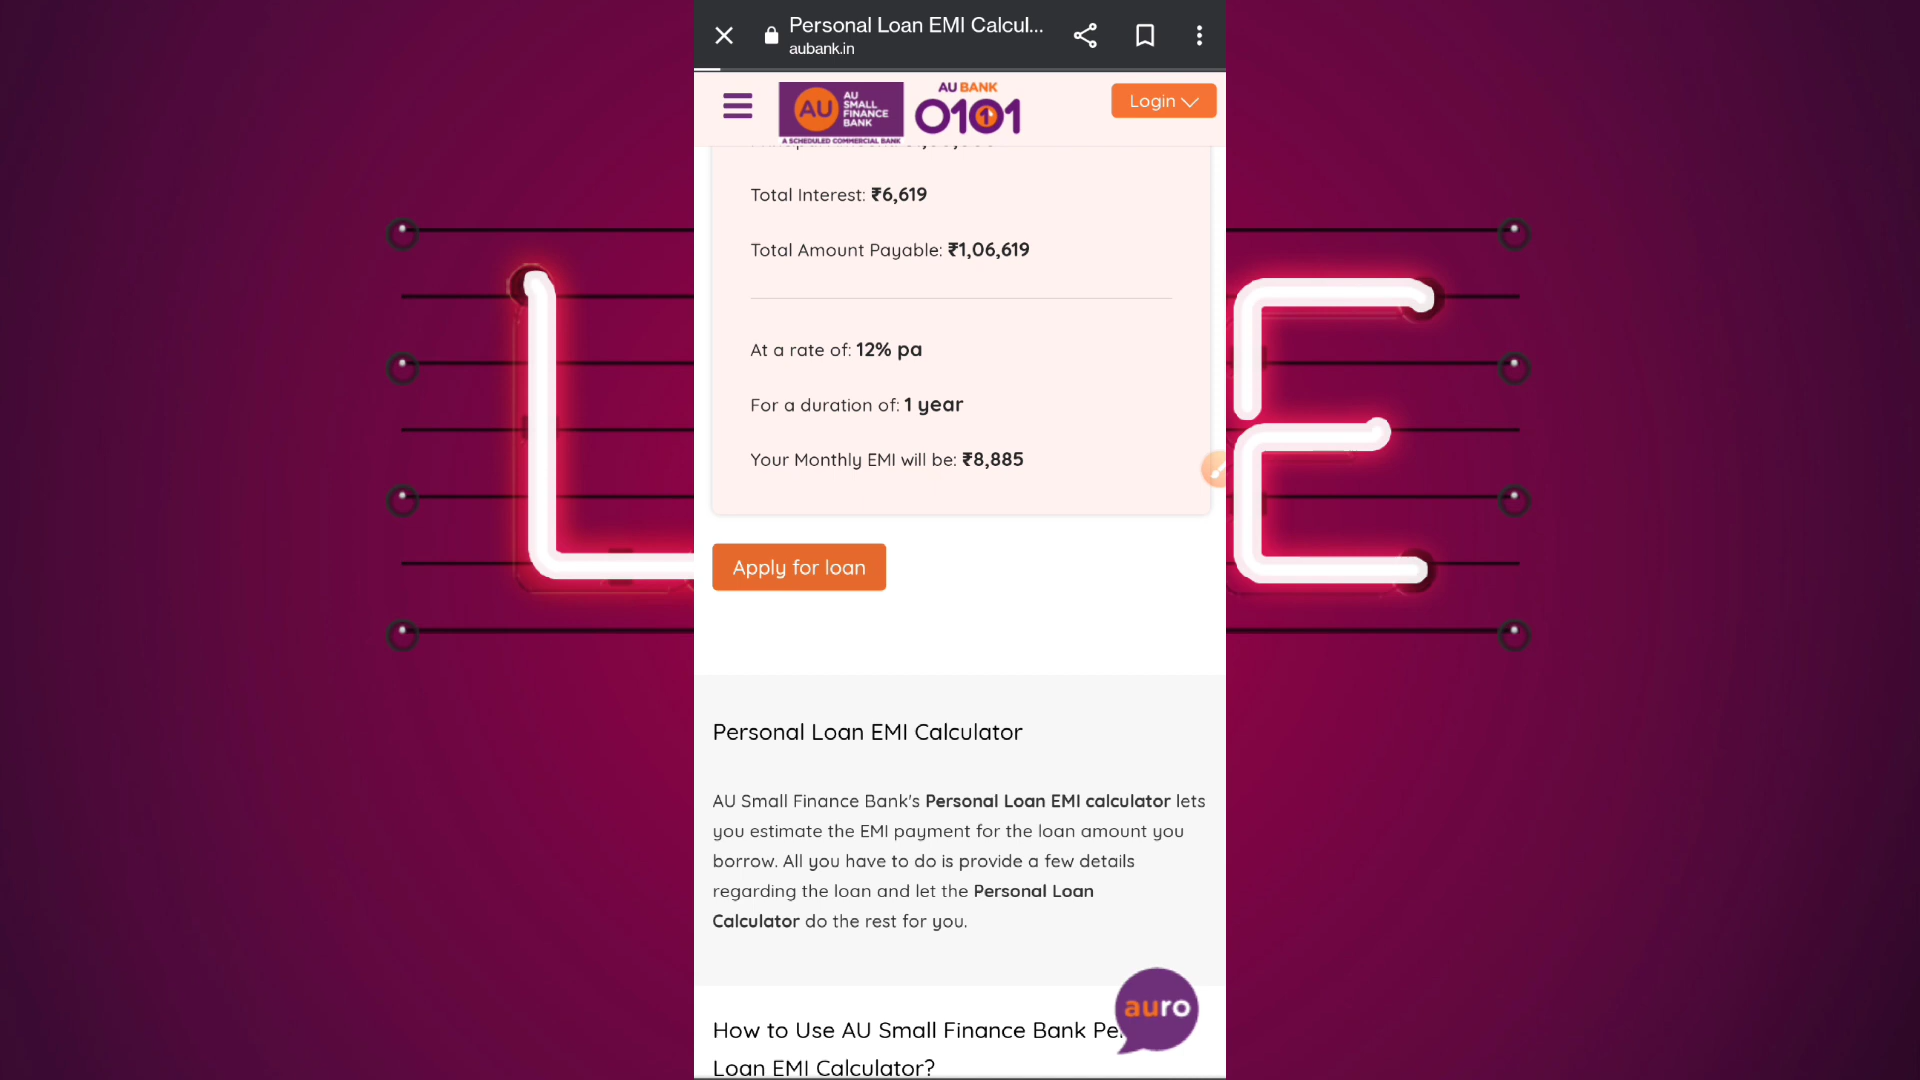 Personal Loan EMI Calcul...
aubank.in
AU
AU
SMALL
FINANCE
BANK
A SCHEDULED COMMERCIAL BANK
AU BANK
0101
Login
Total Interest: ₹6,619
Total Amount Payable: ₹1,06,619
At a rate of: 12% pa
For a duration of: 1 year
Your Monthly EMI will be: ₹8,885
Apply for loan
Personal Loan EMI Calculator
AU Small Finance Bank's Personal Loan EMI calculator lets
you estimate the EMI payment for the loan amount you
borrow. All you have to do is provide a few details
regarding the loan and let the Personal Loan
Calculator do the rest for you.
auro
How to Use AU Small Finance Bank Per
Loan EMI Calculator?
L E